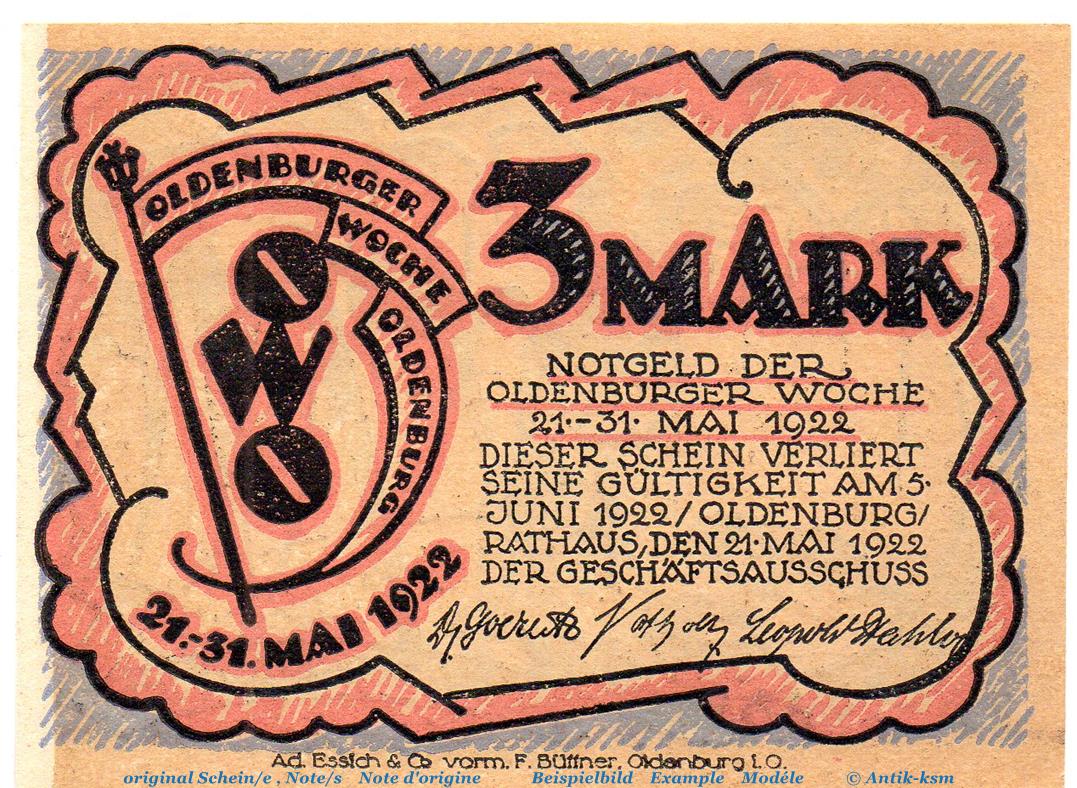 OLDENBURGER
WOCHE
OLDENBURG
OWO
21.-31. MAI 1922
3 MARK
NOTGELD DER
OLDENBURGER WOCHE
21.-31. MAI 1922
DIESER SCHEIN VERLIERT
SEINE GÜLTIGKEIT AM 5.
JUNI 1922/OLDENBURG/
RATHAUS, DEN 21. MAI 1922
DER GESCHÄFTSAUSSCHUSS
Leopold
Ad. Essich & Co vorm. F. Büttner, Oldenburg i. O.
original Schein/e , Note/s Note d'origine Beispielbild Example Modéle © Antik-ksm